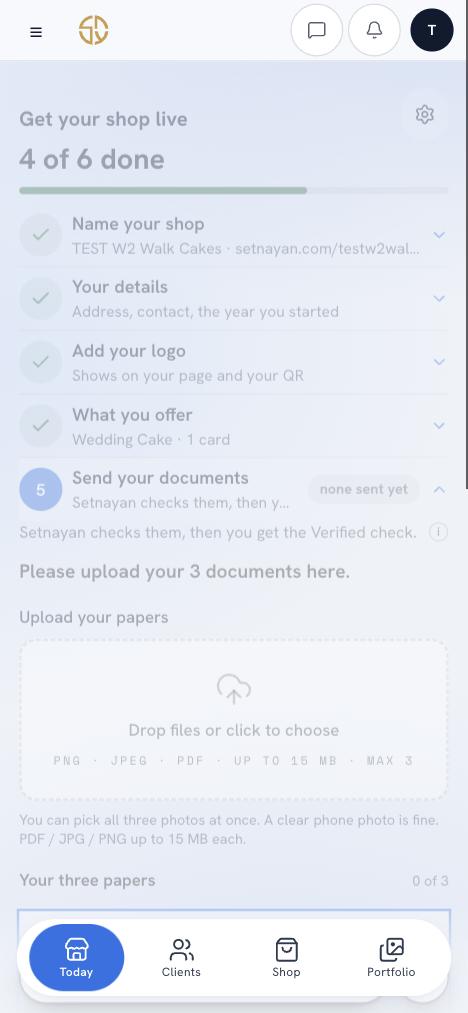 T
Get your shop live
4 of 6 done
Name your shop
TEST W2 Walk Cakes · setnayan.com/testw2wal...
Your details
Address, contact, the year you started
Add your logo
Shows on your page and your QR
What you offer
Wedding Cake · 1 card
5
Send your documents
Setnayan checks them, then y...
none sent yet
Setnayan checks them, then you get the Verified check.
i
Please upload your 3 documents here.
Upload your papers
Drop files or click to choose
PNG · JPEG · PDF · UP TO 15 MB · MAX 3
You can pick all three photos at once. A clear phone photo is fine.
PDF / JPG / PNG up to 15 MB each.
Your three papers
0 of 3
Today
Clients
Shop
Portfolio